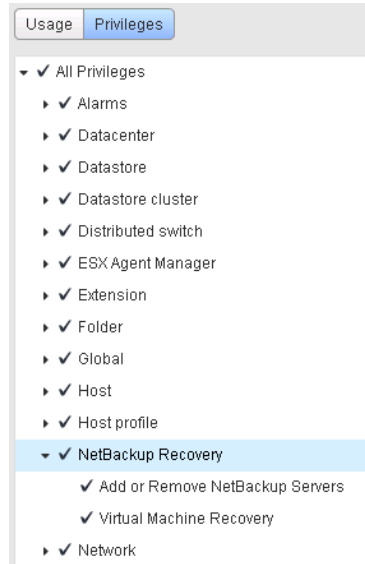 Usage Privileges
All Privileges
Alarms
Datacenter
Datastore
Datastore cluster
Distributed switch
ESX Agent Manager
Extension
Folder
Global
Host
Host profile
NetBackup Recovery
Add or Remove NetBackup Servers
Virtual Machine Recovery
Network